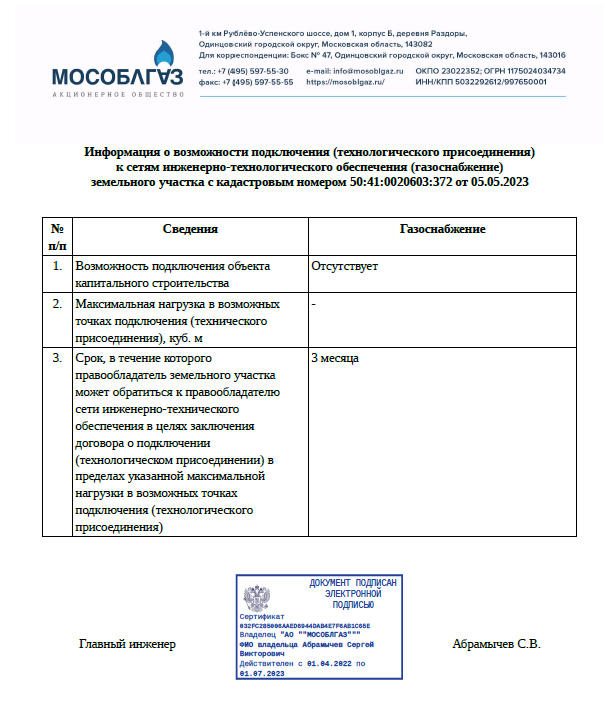 МОСОБЛГАЗ
АКЦИОНЕРНОЕ ОБЩЕСТВО
1-й км Рублёво-Успенского шоссе, дом 1, корпус Б, деревня Раздоры,
Одинцовский городской округ, Московская область, 143082
Для корреспонденции: Бокс № 47, Одинцовский городской округ, Московская область, 143016
тел.: +7 (495) 597-55-30 e-mail: info@mosoblgaz.ru ОКПО 23022352; ОГРН 1175024034734
факс: +7 (495) 597-55-55 https://mosoblgaz.ru/ ИНН/КПП 5032292612/997650001
Информация о возможности подключения (технологического присоединения)
к сетям инженерно-технологического обеспечения (газоснабжение)
земельного участка с кадастровым номером 50:41:0020603:372 от 05.05.2023
№ Сведения Газоснабжение
п/п
1. Возможность подключения объекта Отсутствует
капитального строительства
2. Максимальная нагрузка в возможных -
точках подключения (технического
присоединения), куб. м
3. Срок, в течение которого 3 месяца
правообладатель земельного участка
может обратиться к правообладателю
сети инженерно-технического
обеспечения в целях заключения
договора о подключении
(технологическом присоединении) в
пределах указанной максимальной
нагрузки в возможных точках
подключения (технологического
присоединения)
ДОКУМЕНТ ПОДПИСАН
ЭЛЕКТРОННОЙ
ПОДПИСЬЮ
Сертификат
Владелец "АО ""МОСОБЛГАЗ"""
ФИО владельца Абрамычев Сергей
Викторович
Действителен с 01.04.2022 по
01.07.2023
Главный инженер Абрамычев С.В.